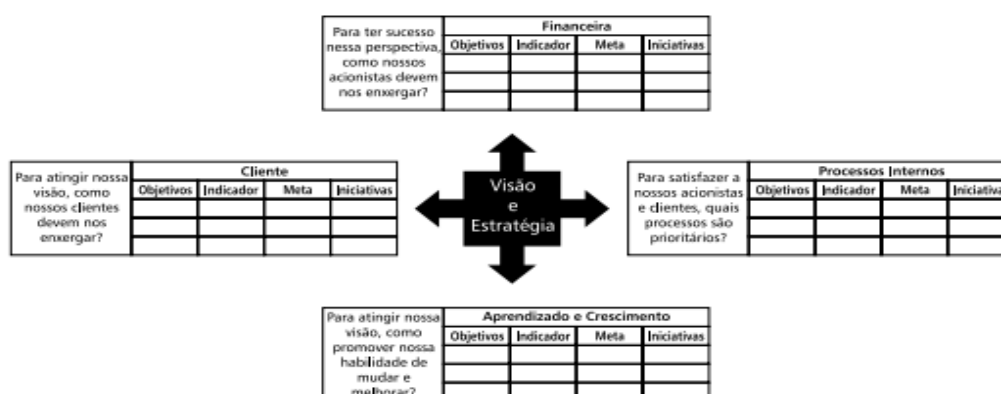 Para ter sucesso
nessa perspectiva,
como nossos
acionistas devem
nos enxergar?
Financeira
Objetivos Indicador Meta Iniciativas
Para atingir nossa
visão, como
nossos clientes
devem nos
enxergar?
Cliente
Objetivos Indicador Meta Iniciativas
Visão
e
Estratégia
Para satisfazer a
nossos acionistas
e clientes, quais
processos são
prioritários?
Processos Internos
Objetivos Indicador Meta Iniciativa
Para atingir nossa
visão, como
promover nossa
habilidade de
mudar e
melhorar?
Aprendizado e Crescimento
Objetivos Indicador Meta Iniciativas